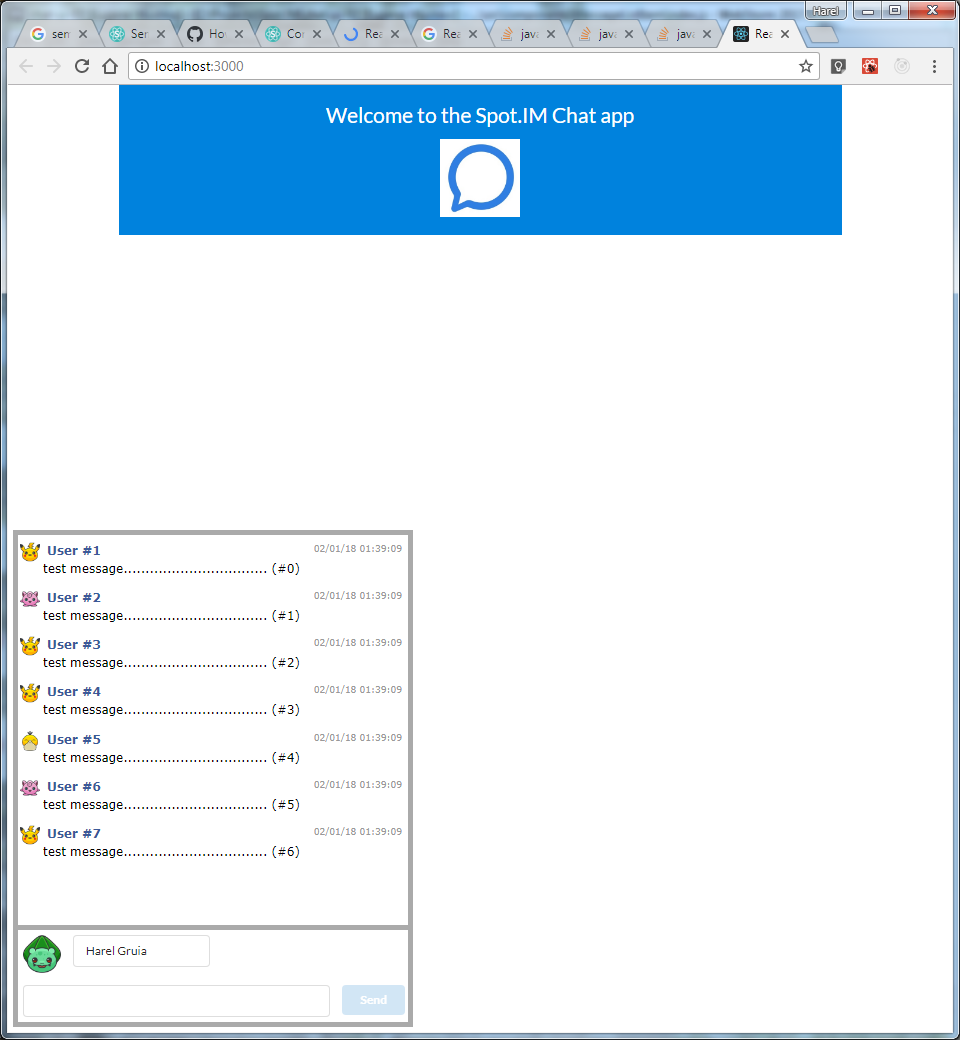 Harel
sen
Ser
Ho
Co
Rea
Rea
java
java
java
Rea
localhost:3000
Welcome to the Spot.IM Chat app
User #1 02/01/18 01:39:09
test message................................. (#0)
User #2 02/01/18 01:39:09
test message................................. (#1)
User #3 02/01/18 01:39:09
test message................................. (#2)
User #4 02/01/18 01:39:09
test message................................. (#3)
User #5 02/01/18 01:39:09
test message................................. (#4)
User #6 02/01/18 01:39:09
test message................................. (#5)
User #7 02/01/18 01:39:09
test message................................. (#6)
Harel Gruia
Send